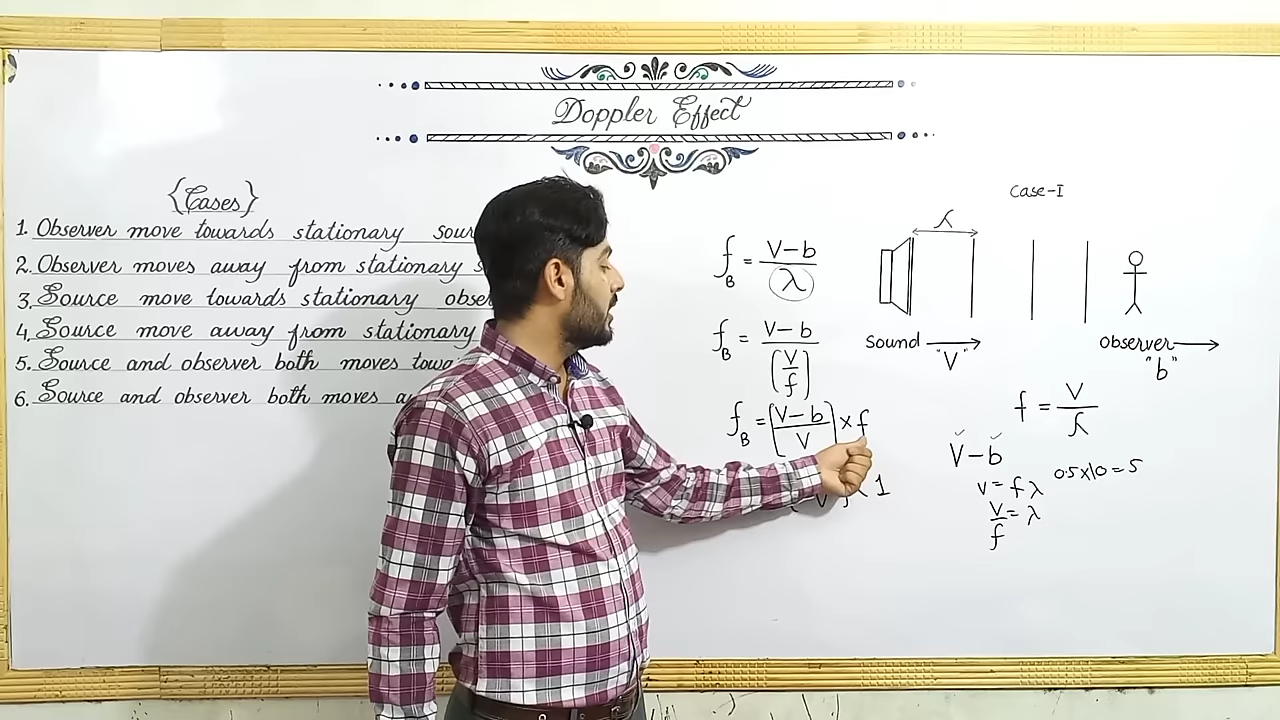 Doppler Effect
{Cases}
1. Observer move towards stationary
2. Observer moves away from stationary
3. Source move towards stationary
4. Source move away from stationary
5. Source and observer both moves
6. Source and observer both moves
f_B = V-b / λ
f_B = V-b / (V/f)
f_B = [V-b / V] × f
< 1
Case-I
λ
Sound → "V"
observer → "b"
f = V / λ
V-b
v = fλ
0.5x10=5
v/f = λ